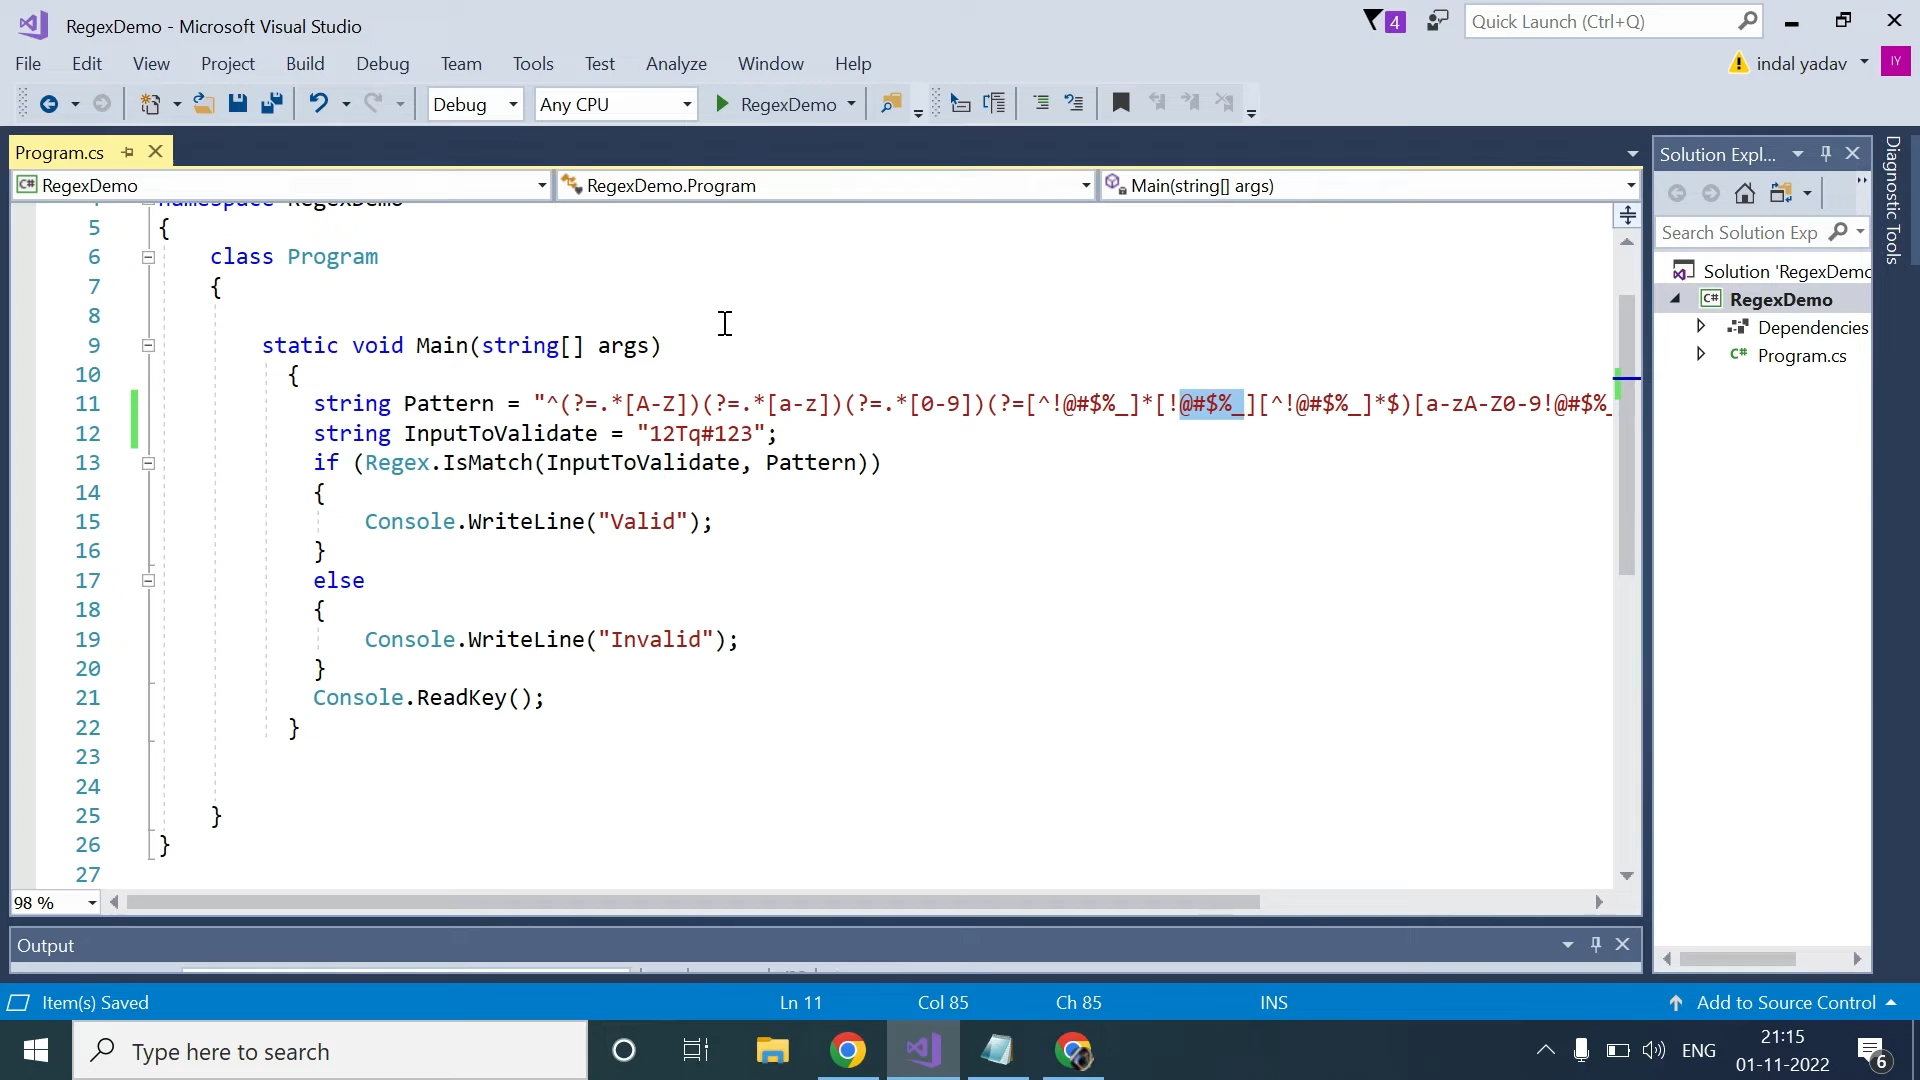 RegexDemo - Microsoft Visual Studio
4
Quick Launch (Ctrl+Q)
File Edit View Project Build Debug Team Tools Test Analyze Window Help
indal yadav
IY
Debug Any CPU RegexDemo
Program.cs
RegexDemo RegexDemo.Program Main(string[] args)
4 namespace RegexDemo
5 {
6 class Program
7 {
8
9 static void Main(string[] args)
10 {
11 string Pattern = "^(?=.*[A-Z])(?=.*[a-z])(?=.*[0-9])(?=[^!@#$%_]*[!@#$%_][^!@#$%_]*$)[a-zA-Z0-9!@#$%_
12 string InputToValidate = "12Tq#123";
13 if (Regex.IsMatch(InputToValidate, Pattern))
14 {
15 Console.WriteLine("Valid");
16 }
17 else
18 {
19 Console.WriteLine("Invalid");
20 }
21 Console.ReadKey();
22 }
23
24
25 }
26 }
27
98 %
Solution Expl...
Search Solution Exp
Solution 'RegexDemo
C# RegexDemo
Dependencies
C# Program.cs
Diagnostic Tools
Output
Item(s) Saved Ln 11 Col 85 Ch 85 INS Add to Source Control
Type here to search
ENG
21:15
01-11-2022
6